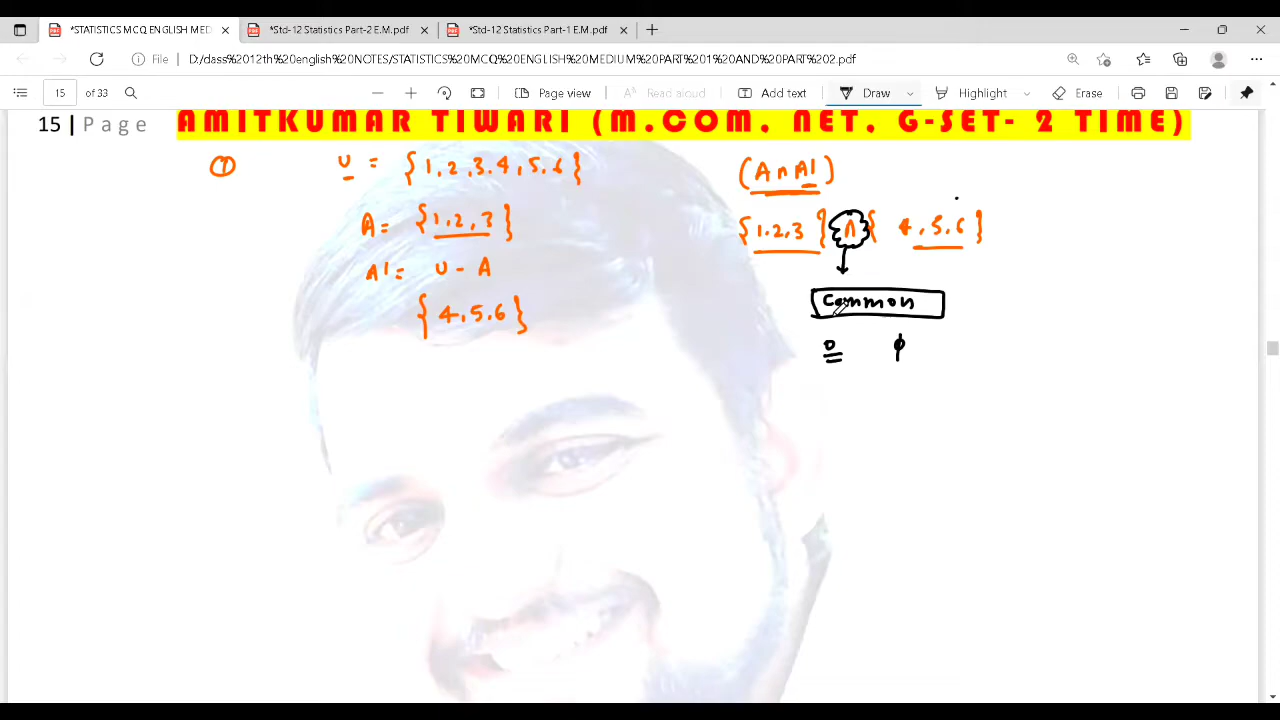 *STATISTICS MCQ ENGLISH MED
*Std-12 Statistics Part-2 E.M.pdf
*Std-12 Statistics Part-1 E.M.pdf
File
D:/dass%2012th%20english%20NOTES/STATISTICS%20MCQ%20ENGLISH%20MEDIUM%20PART%201%20AND%20PART%202.pdf
15 of 33
Page view
Read aloud
Add text
Draw
Highlight
Erase
15 | Page AMITKUMAR TIWARI (M.COM. NET, G-SET- 2 TIME)
① U = {1,2,3,4,5,6}
A = {1,2,3}
A' = U - A
{4,5,6}
(A ∩ A')
{1,2,3} ∩ {4,5,6}
Common
0 φ